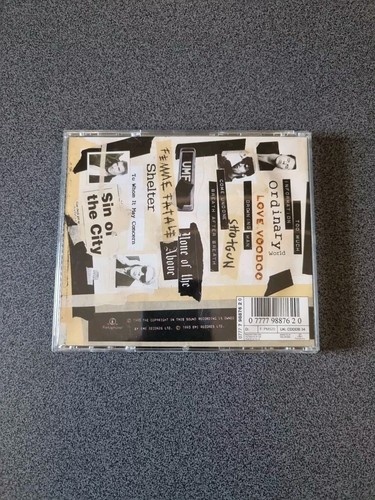 TOO MUCH
INFORMATION
Ordinary
World
LOVE VOODOO
DROWNING MAN
SHOTGUN
COME UNDONE
BREATH AFTER BREATH
UMF
FEMME FATALE
None of the
Above
Shelter
To Whom It May Concern
Sin of
the City
Parlophone
0 7777 98876 2 0